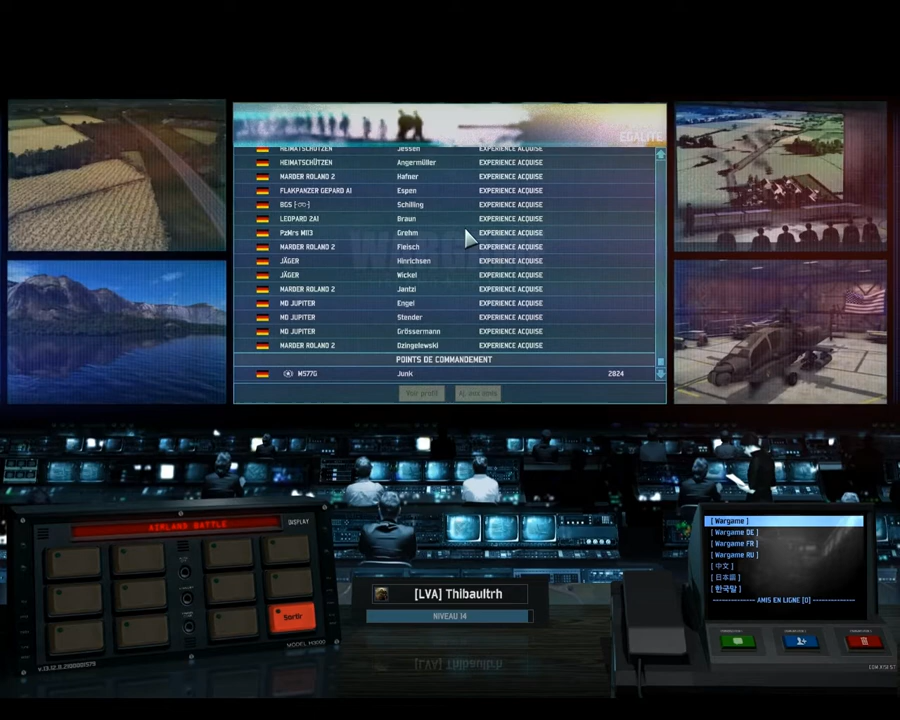 EGALITE
HEIMATSCHÜTZEN Jessen EXPERIENCE ACQUISE
HEIMATSCHÜTZEN Angermüller EXPERIENCE ACQUISE
MARDER ROLAND 2 Hafner EXPERIENCE ACQUISE
FLAKPANZER GEPARD A1 Espen EXPERIENCE ACQUISE
BGS Schilling EXPERIENCE ACQUISE
LEOPARD 2A1 Braun EXPERIENCE ACQUISE
PzMrs M113 Grehm EXPERIENCE ACQUISE
MARDER ROLAND 2 Fleisch EXPERIENCE ACQUISE
JÄGER Hinrichsen EXPERIENCE ACQUISE
JÄGER Wickel EXPERIENCE ACQUISE
MARDER ROLAND 2 Jantzi EXPERIENCE ACQUISE
MD JUPITER Engel EXPERIENCE ACQUISE
MD JUPITER Stender EXPERIENCE ACQUISE
MD JUPITER Grössermann EXPERIENCE ACQUISE
MARDER ROLAND 2 Dzingelewski EXPERIENCE ACQUISE
POINTS DE COMMANDEMENT
M577G Junk 2824
Voir profil
AIRLAND BATTLE
DISPLAY
Sortir
MODEL M3000
[LVA] Thibaultrh
NIVEAU 14
[ Wargame ]
[ Wargame DE ]
[ Wargame FR ]
[ Wargame RU ]
[ 中文 ]
[ 日本語 ]
[ 한국말 ]
AMIS EN LIGNE [0]